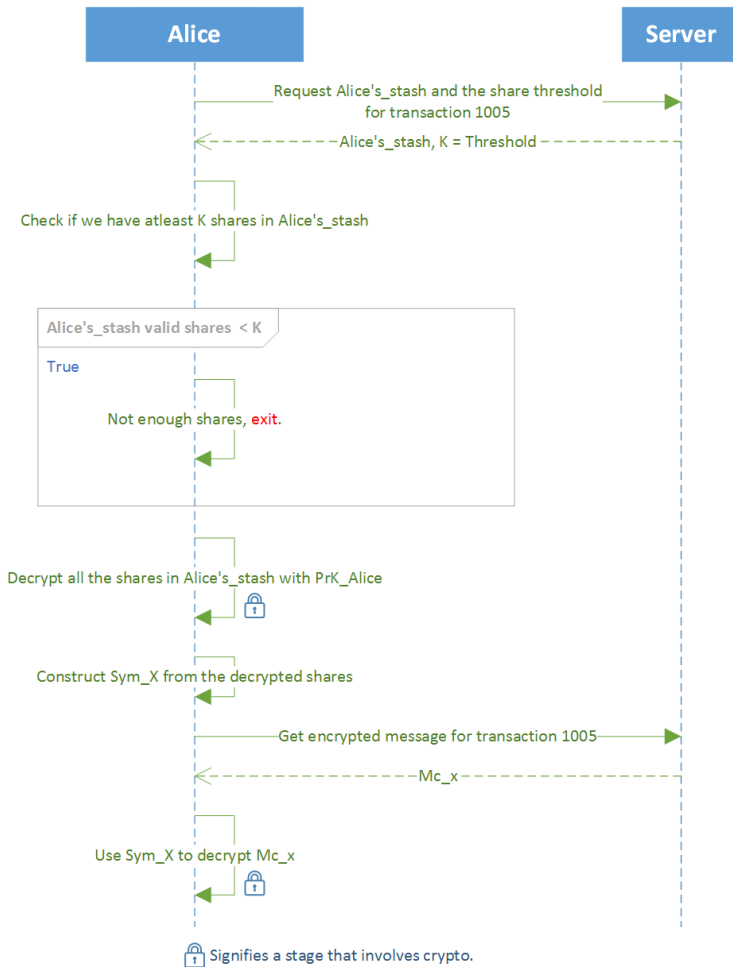 Alice
Server
Request Alice's_stash and the share threshold
for transaction 1005
Alice's_stash, K = Threshold
Check if we have atleast K shares in Alice's_stash
Alice's_stash valid shares < K
True
Not enough shares, exit.
Decrypt all the shares in Alice's_stash with PrK_Alice
Construct Sym_X from the decrypted shares
Get encrypted message for transaction 1005
Mc_x
Use Sym_X to decrypt Mc_x
Signifies a stage that involves crypto.